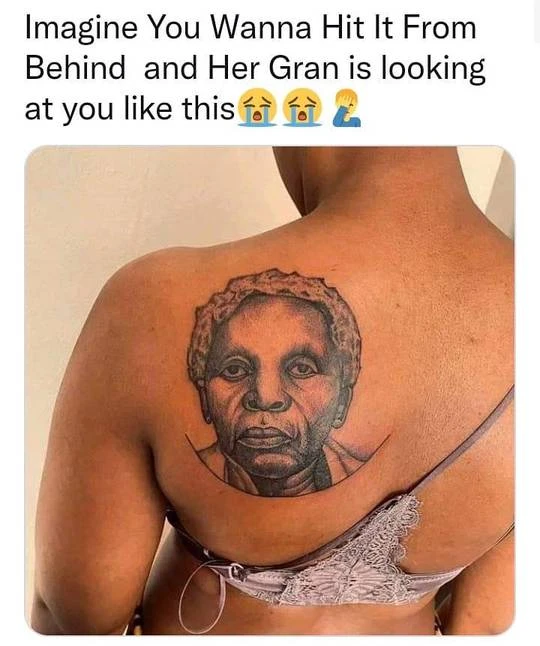 Imagine You Wanna Hit It From
Behind  and Her Gran is looking
at you like this😭😭🤦‍♂️